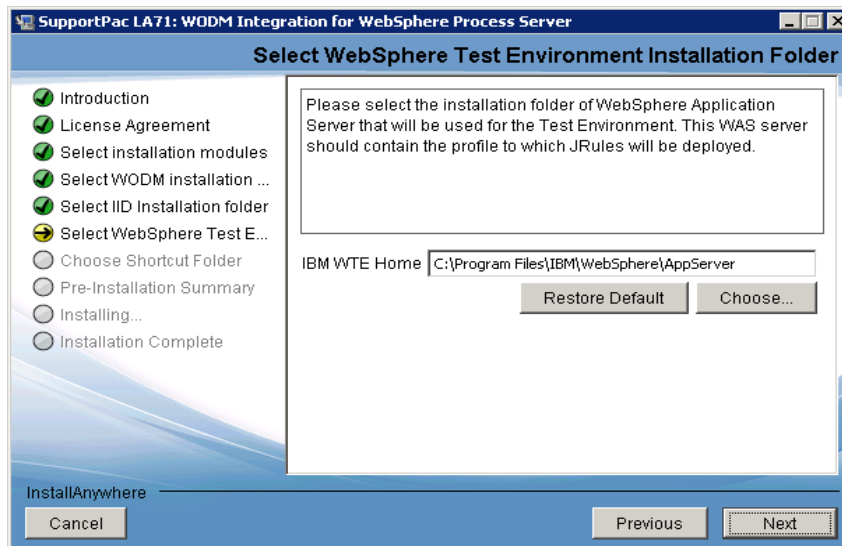 SupportPac LA71: WODM Integration for WebSphere Process Server
Select WebSphere Test Environment Installation Folder
Introduction
License Agreement
Select installation modules
Select WODM installation ...
Select IID Installation folder
Select WebSphere Test E...
Choose Shortcut Folder
Pre-Installation Summary
Installing...
Installation Complete
Please select the installation folder of WebSphere Application
Server that will be used for the Test Environment. This WAS server
should contain the profile to which JRules will be deployed.
IBM WTE Home C:\Program Files\IBM\WebSphere\AppServer
Restore Default Choose...
InstallAnywhere
Cancel Previous Next